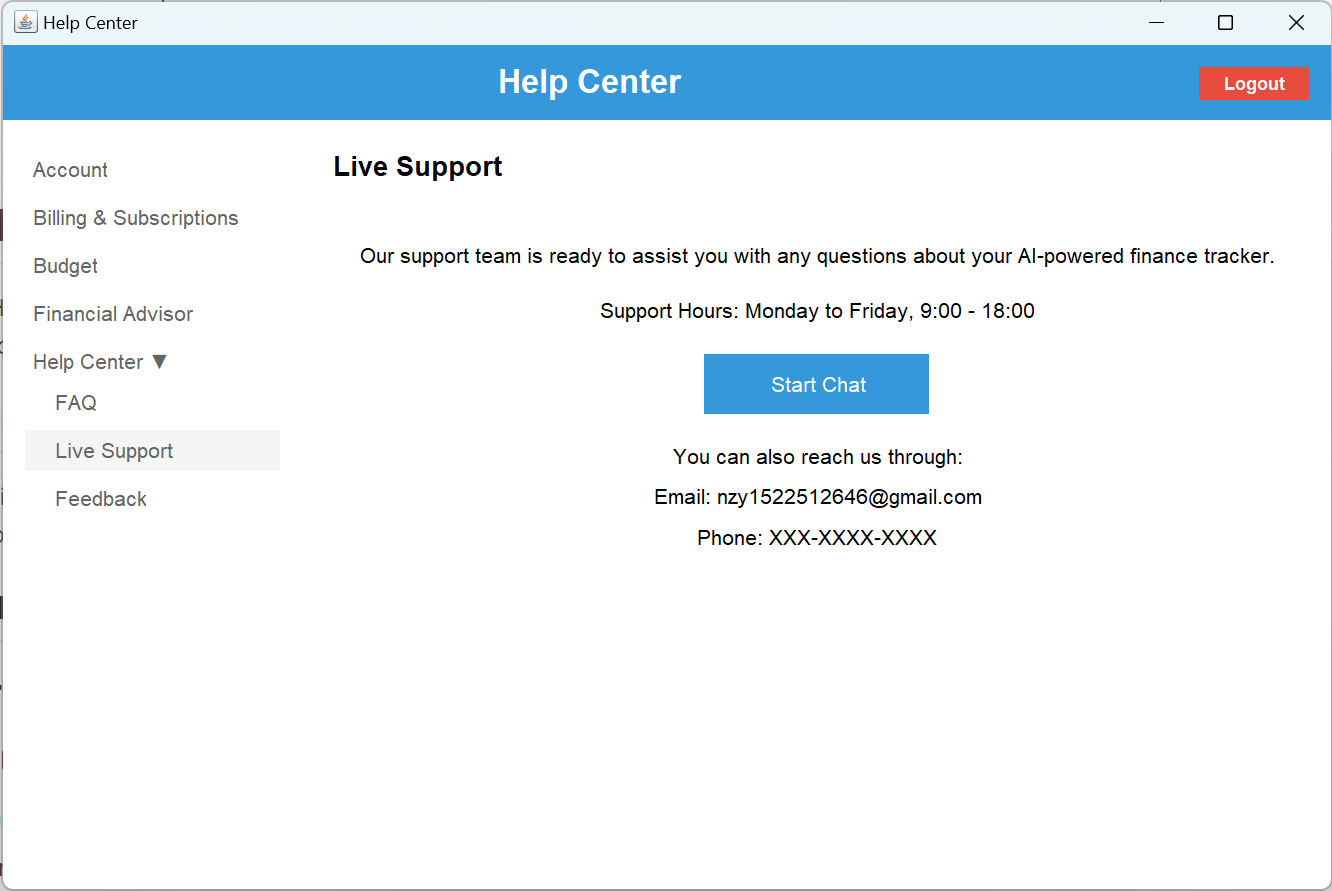 Help Center
Help Center
Logout
Account
Billing & Subscriptions
Budget
Financial Advisor
Help Center ▼
FAQ
Live Support
Feedback
Live Support
Our support team is ready to assist you with any questions about your AI-powered finance tracker.
Support Hours: Monday to Friday, 9:00 - 18:00
Start Chat
You can also reach us through:
Email: nzy1522512646@gmail.com
Phone: XXX-XXXX-XXXX